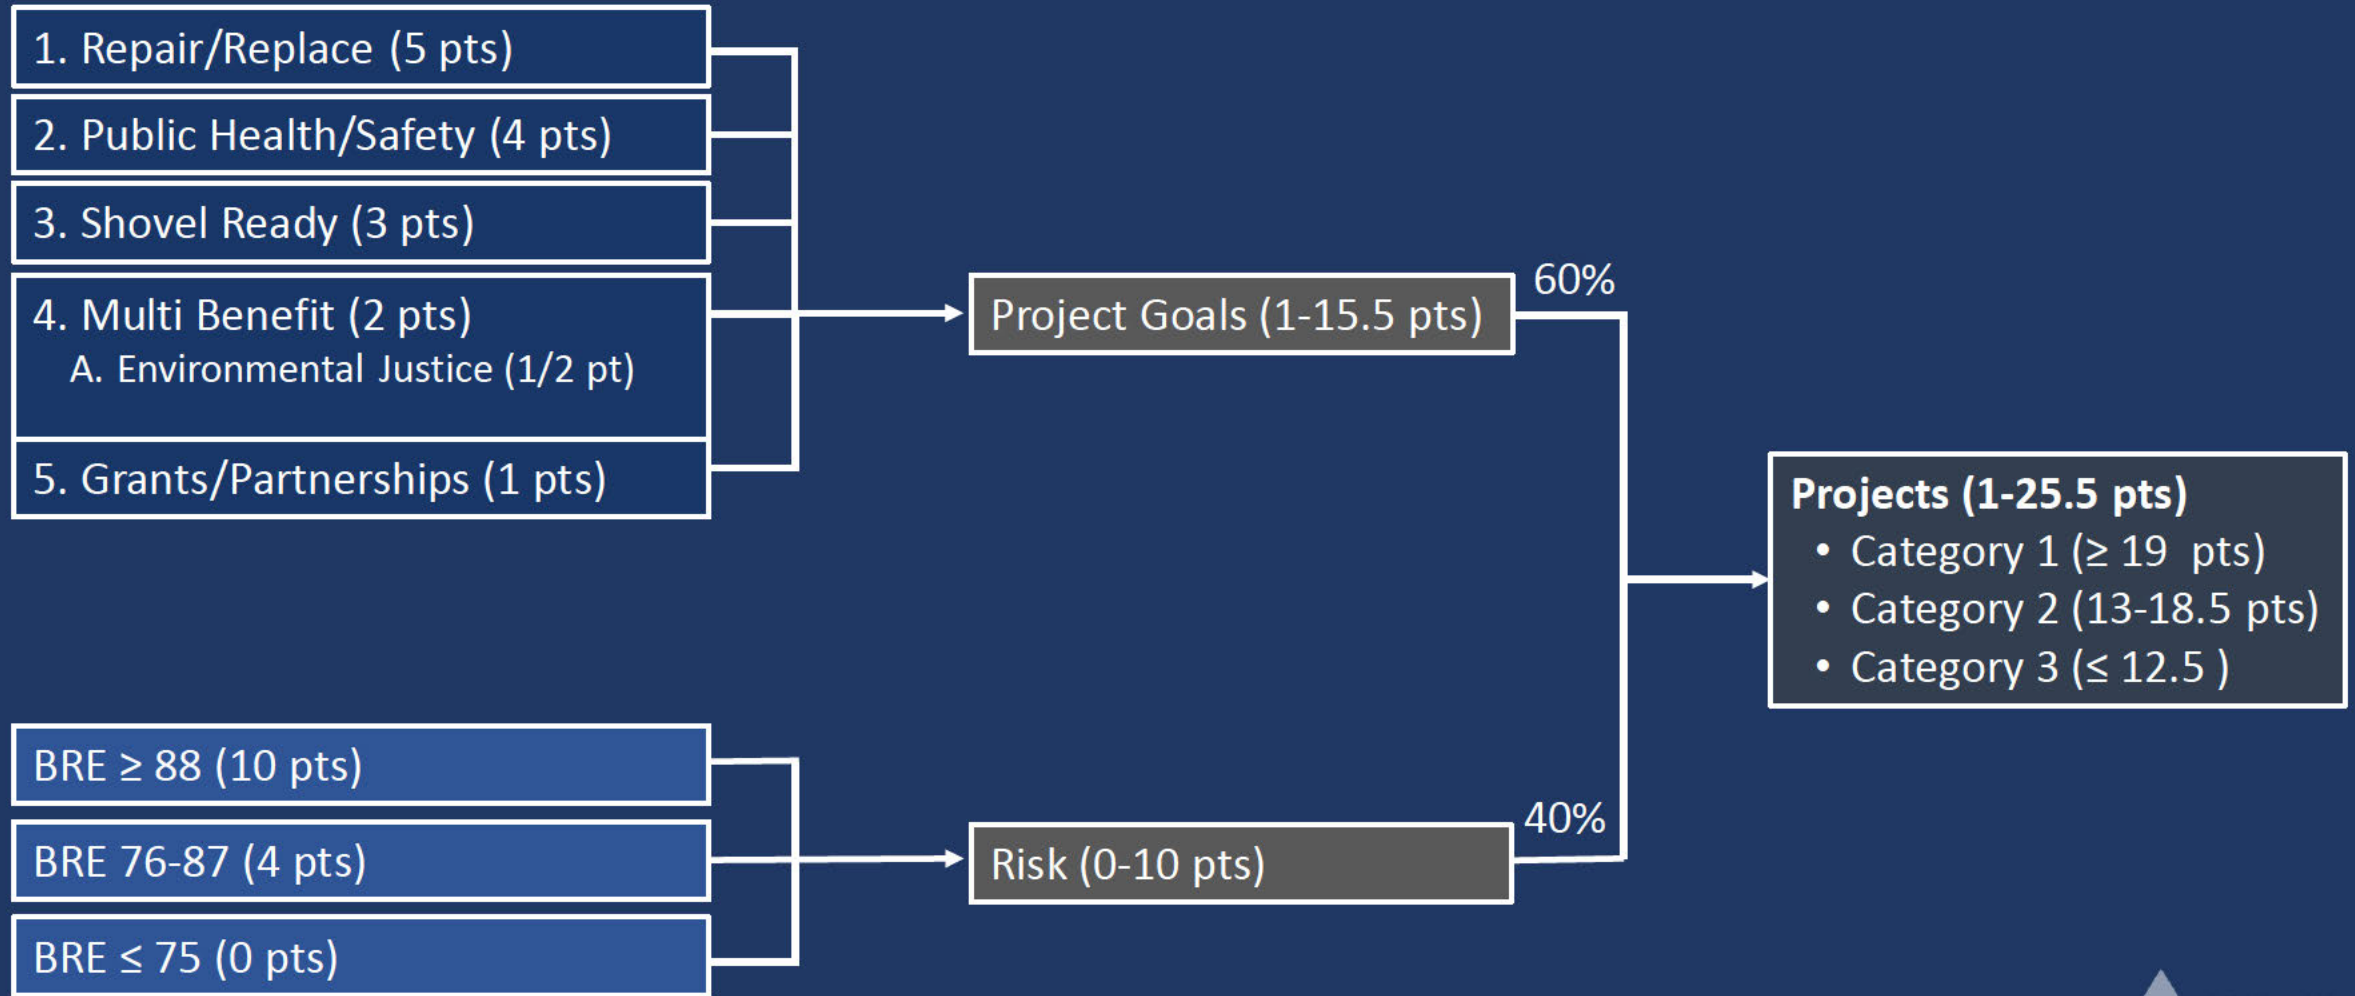 1. Repair/Replace (5 pts)
2. Public Health/Safety (4 pts)
3. Shovel Ready (3 pts)
4. Multi Benefit (2 pts)
A. Environmental Justice (1/2 pt)
5. Grants/Partnerships (1 pts)
Project Goals (1-15.5 pts)
60%
Projects (1-25.5 pts)
• Category 1 (≥ 19  pts)
• Category 2 (13-18.5 pts)
• Category 3 (≤ 12.5 )
BRE ≥ 88 (10 pts)
BRE 76-87 (4 pts)
BRE ≤ 75 (0 pts)
Risk (0-10 pts)
40%